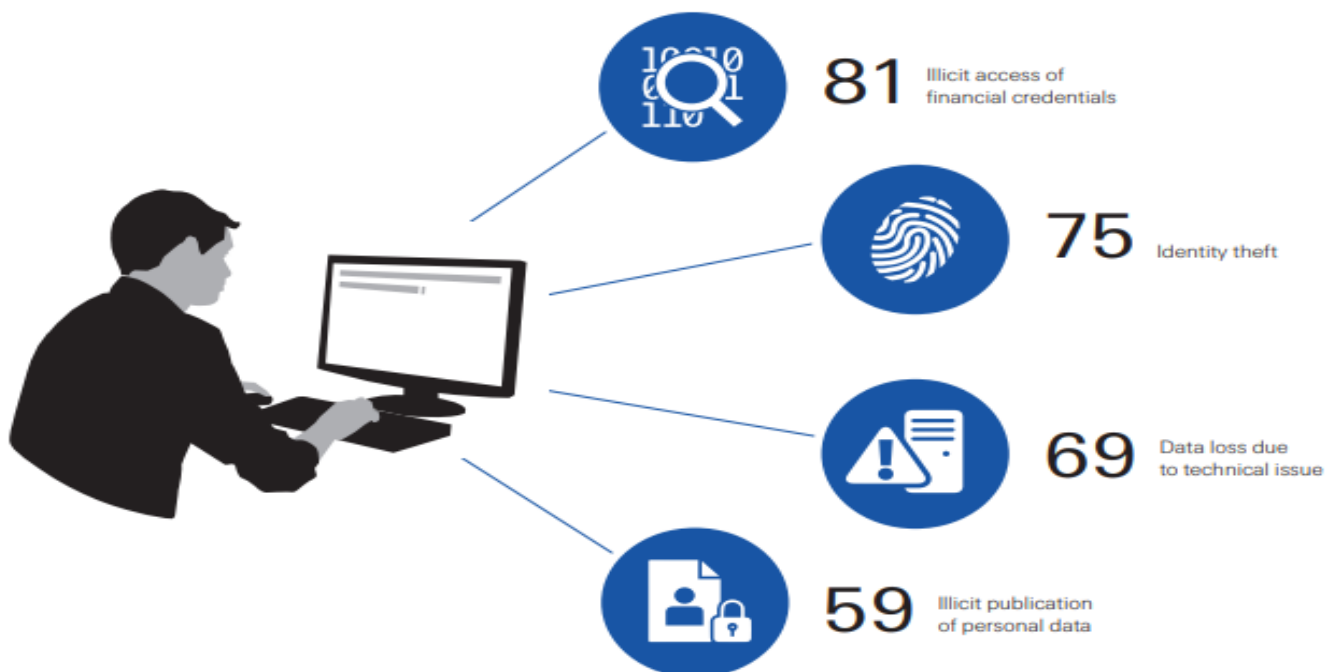 81
Illicit access of
financial credentials
75
Identity theft
69
Data loss due
to technical issue
59
Illicit publication
of personal data